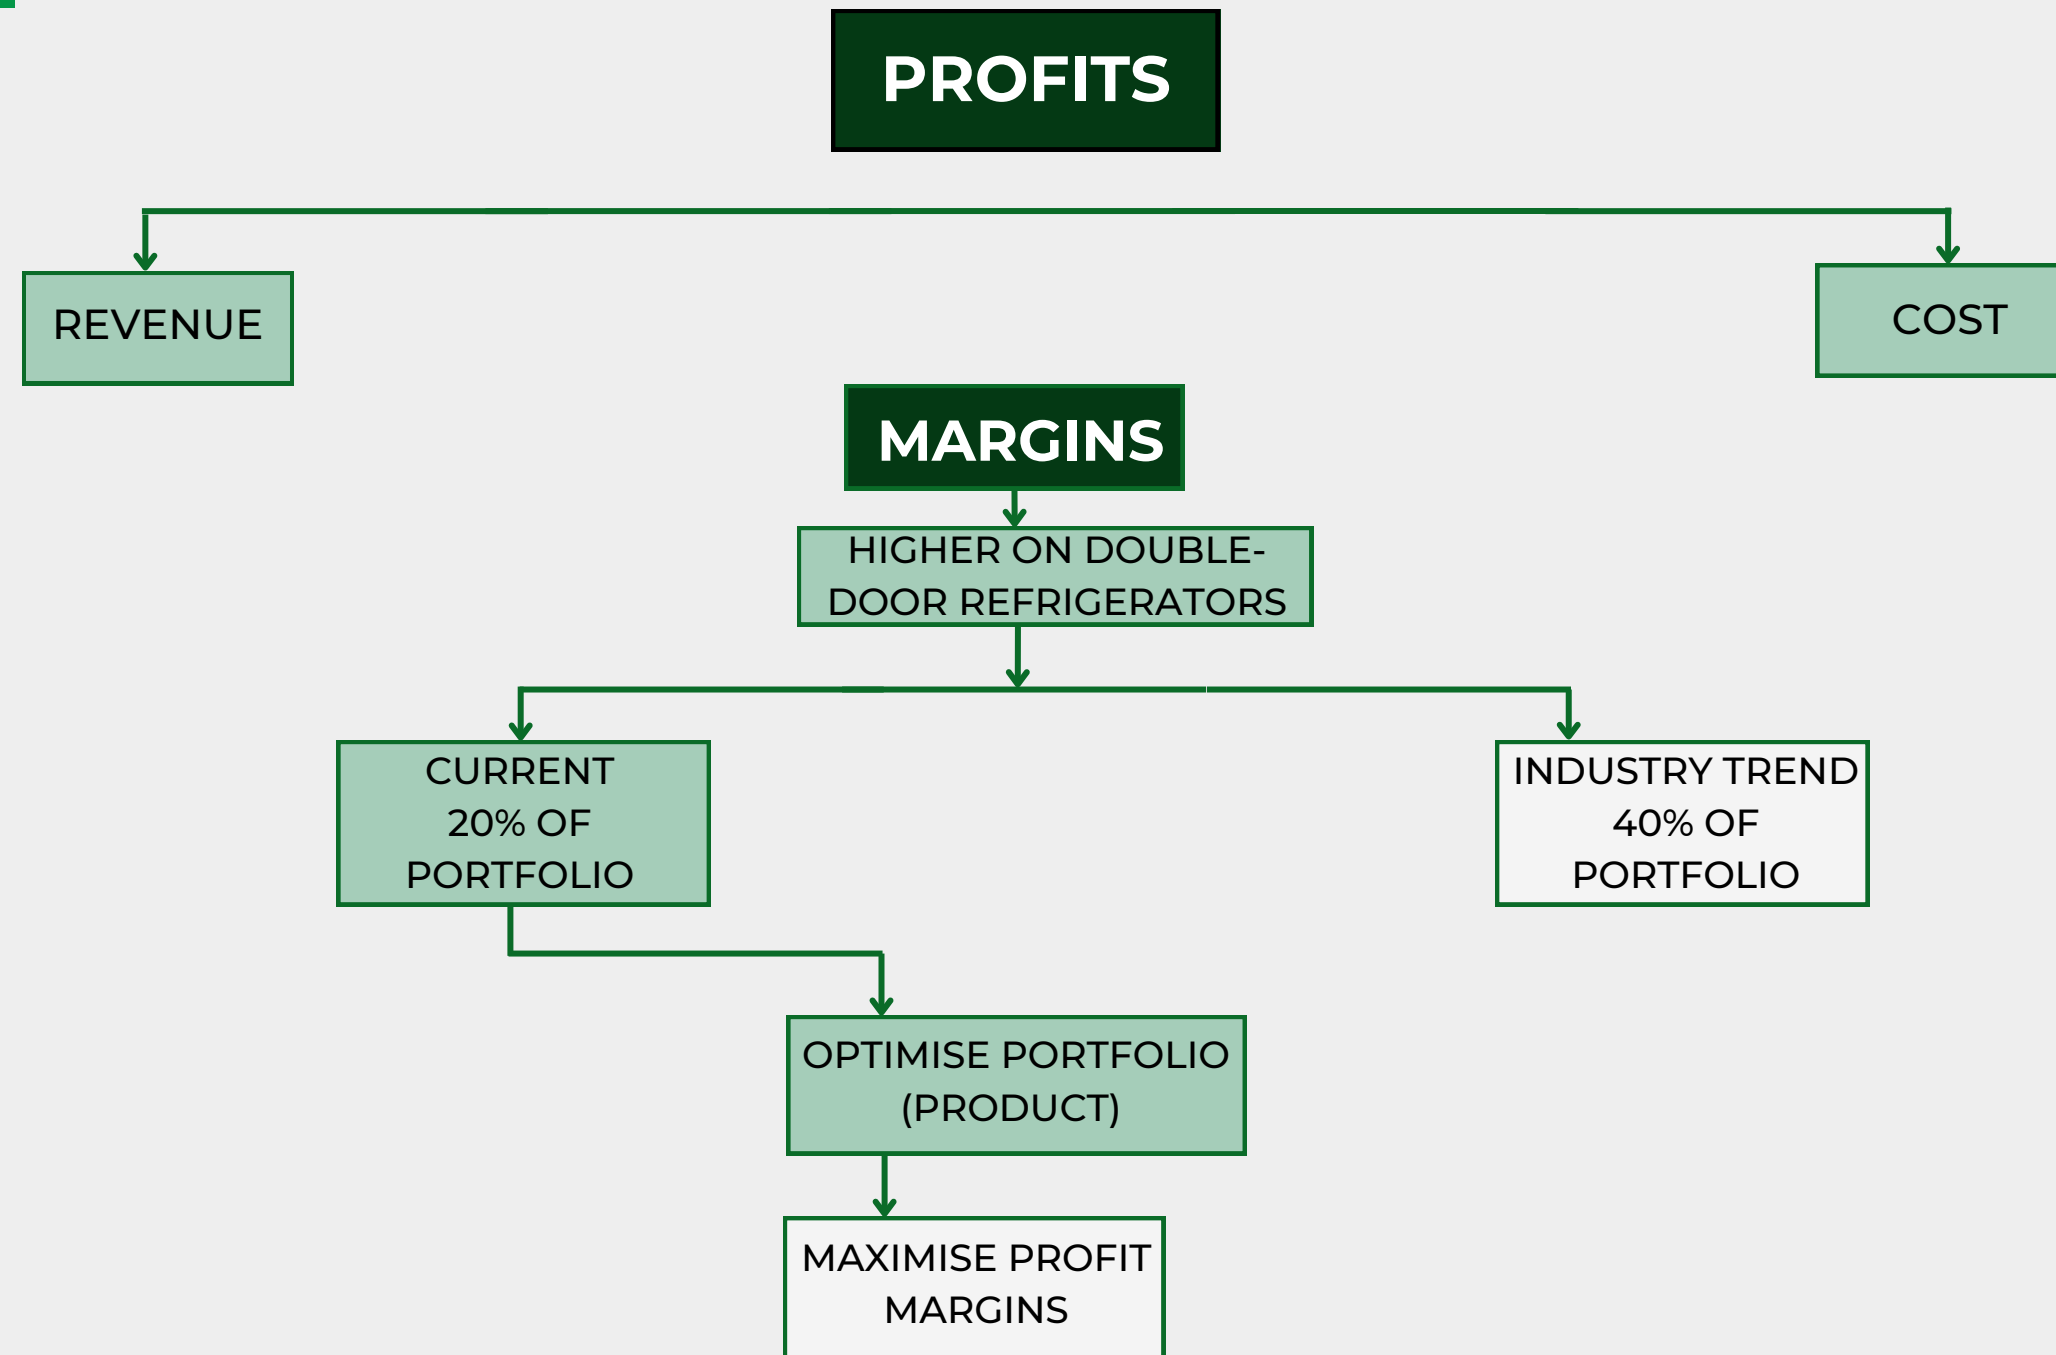 PROFITS
REVENUE
COST
MARGINS
HIGHER ON DOUBLE-
DOOR REFRIGERATORS
CURRENT
20% OF
PORTFOLIO
INDUSTRY TREND
40% OF
PORTFOLIO
OPTIMISE PORTFOLIO
(PRODUCT)
MAXIMISE PROFIT
MARGINS